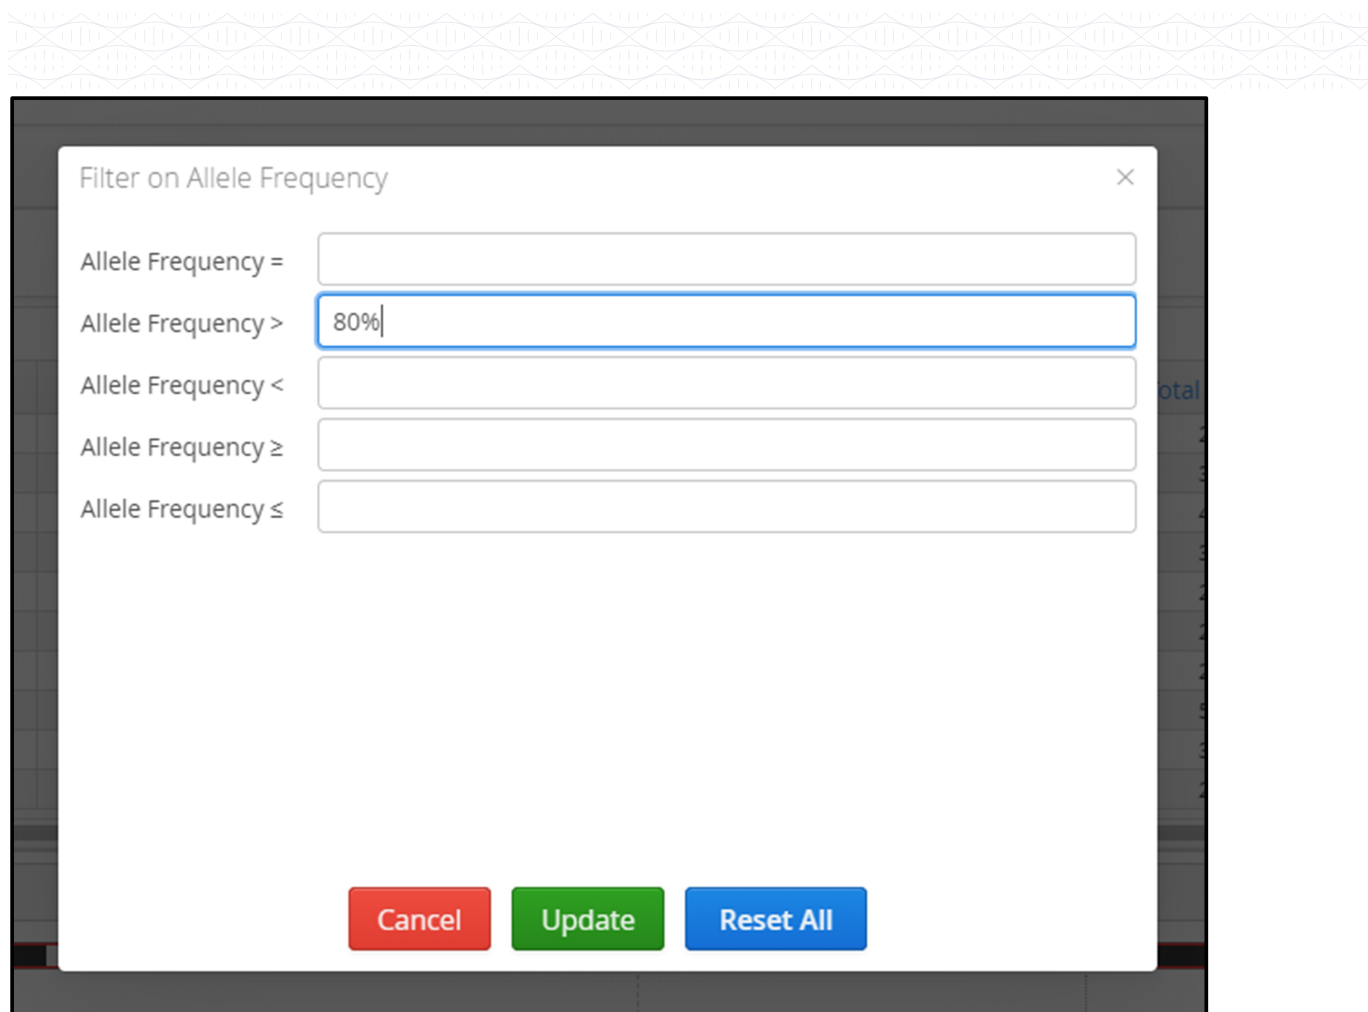 Filter on Allele Frequency ×
Allele Frequency =
Allele Frequency > 80%
Allele Frequency <
Allele Frequency ≥
Allele Frequency ≤
Cancel Update Reset All